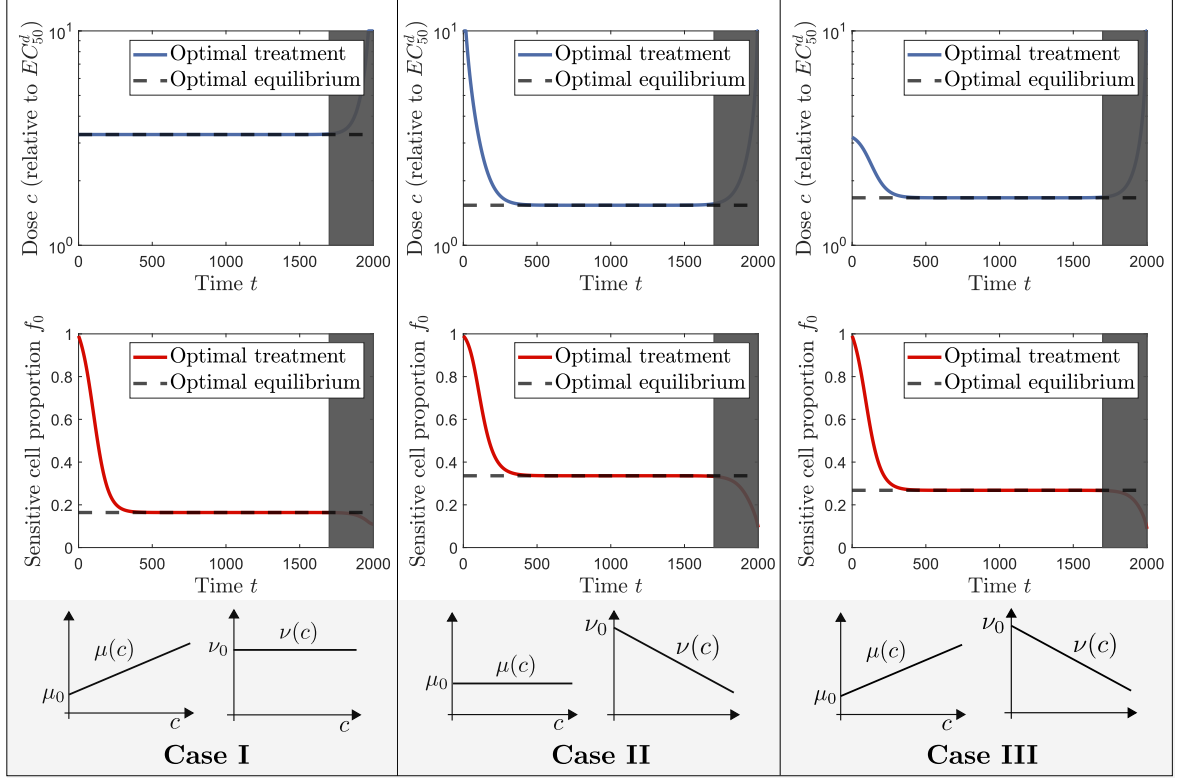 Dose c (relative to EC^d_50)
10^1
10^0
Optimal treatment
Optimal equilibrium
0 500 1000 1500 2000
Time t
Dose c (relative to EC^d_50)
10^1
10^0
Optimal treatment
Optimal equilibrium
0 500 1000 1500 2000
Time t
Dose c (relative to EC^d_50)
10^1
10^0
Optimal treatment
Optimal equilibrium
0 500 1000 1500 2000
Time t
Sensitive cell proportion f_0
1
0.8
0.6
0.4
0.2
0
Optimal treatment
Optimal equilibrium
0 500 1000 1500 2000
Time t
Sensitive cell proportion f_0
1
0.8
0.6
0.4
0.2
0
Optimal treatment
Optimal equilibrium
0 500 1000 1500 2000
Time t
Sensitive cell proportion f_0
1
0.8
0.6
0.4
0.2
0
Optimal treatment
Optimal equilibrium
0 500 1000 1500 2000
Time t
μ(c)
μ_0
c
ν(c)
ν_0
c
Case I
μ(c)
μ_0
c
ν_0
ν(c)
c
Case II
μ(c)
μ_0
ν_0
ν(c)
Case III